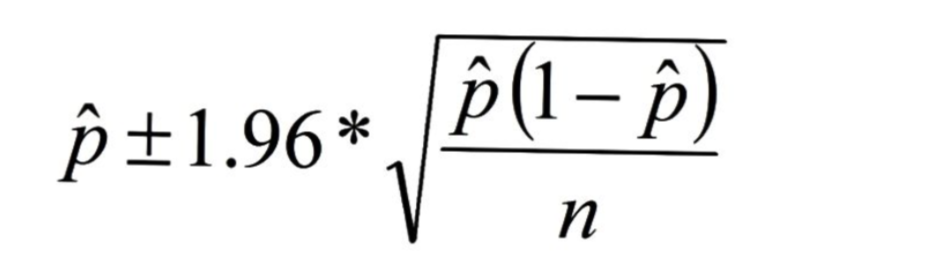 p̂ ± 1.96 * √(p̂(1 − p̂) / n)